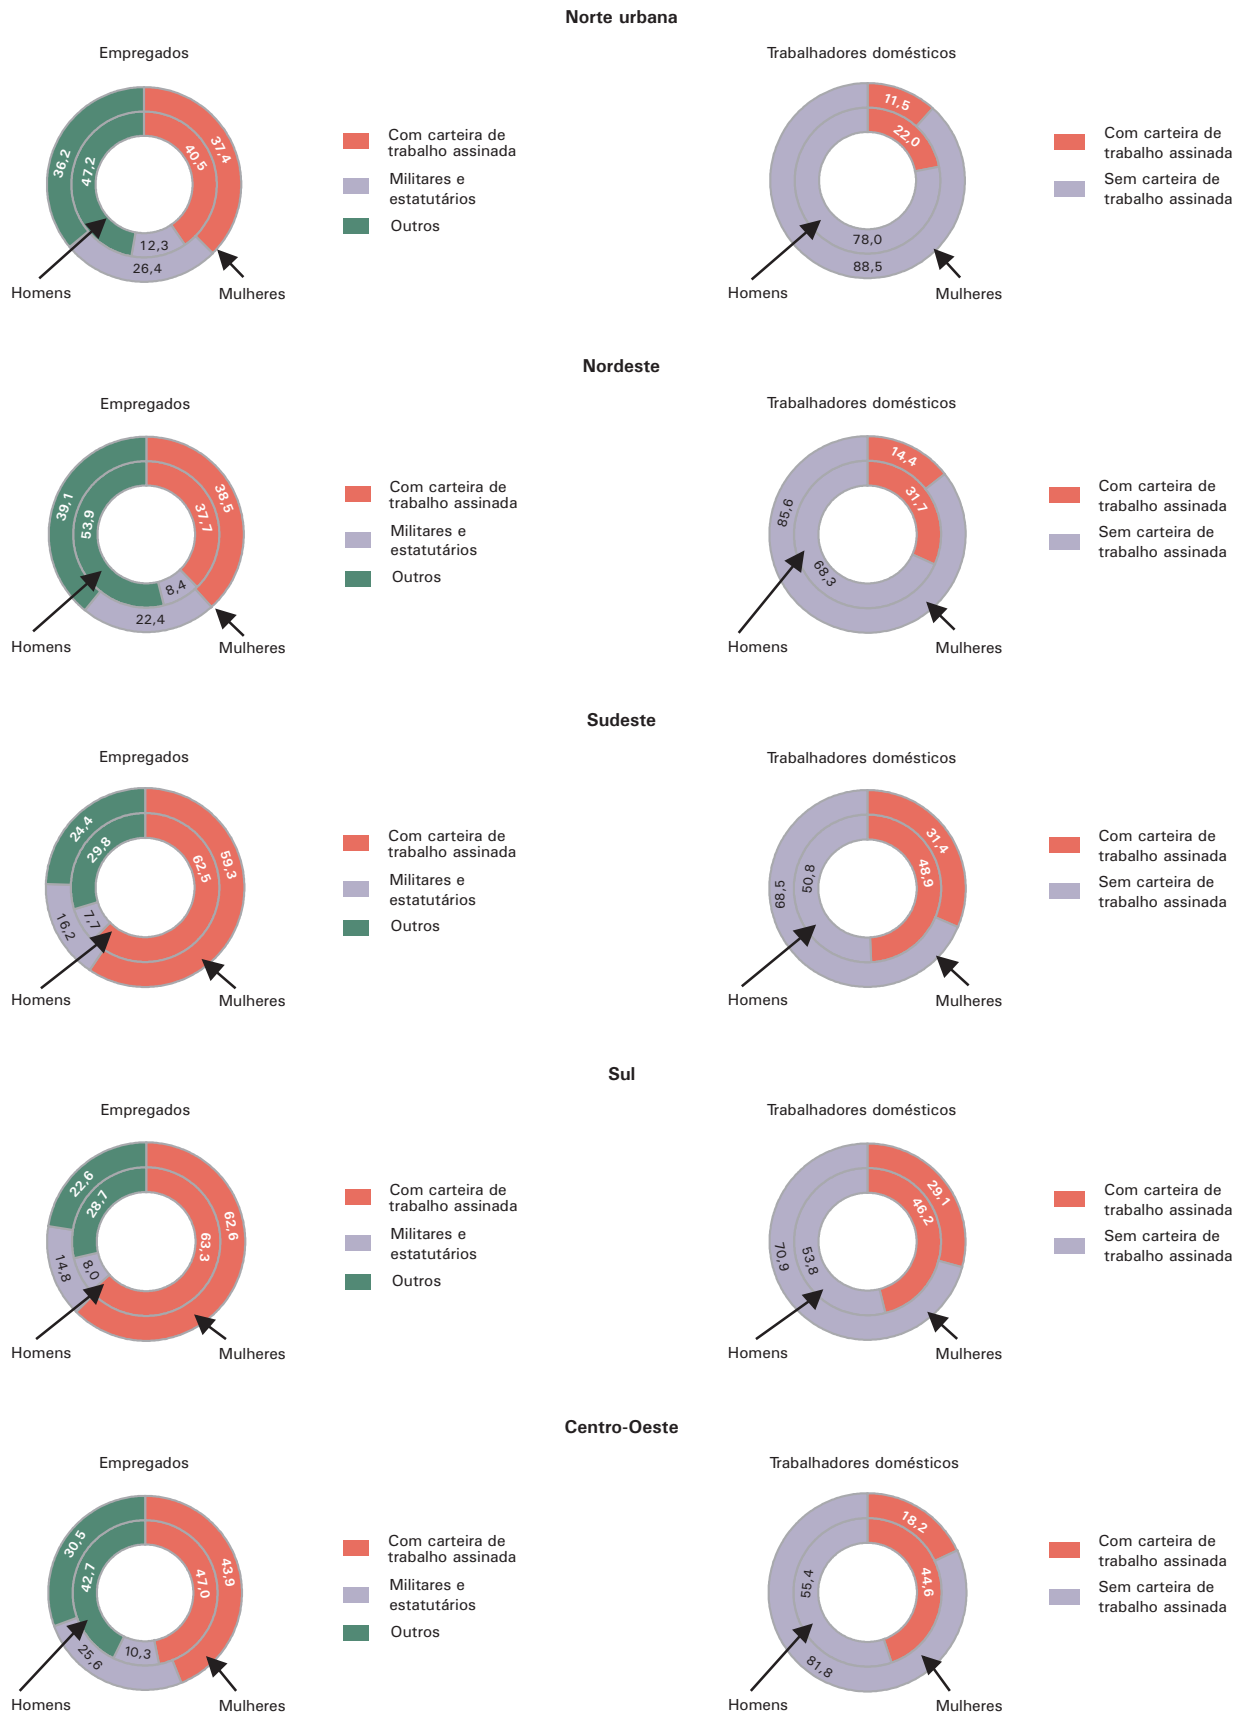 Norte urbana
Empregados
36,2
47,2
40,5
37,4
12,3
26,4
Homens
Mulheres
Com carteira de
trabalho assinada
Militares e
estatutários
Outros
Trabalhadores domésticos
11,5
22,0
78,0
88,5
Homens
Mulheres
Com carteira de
trabalho assinada
Sem carteira de
trabalho assinada
Nordeste
Empregados
39,1
53,9
37,7
38,5
8,4
22,4
Homens
Mulheres
Com carteira de
trabalho assinada
Militares e
estatutários
Outros
Trabalhadores domésticos
14,4
31,7
85,6
68,3
Homens
Mulheres
Com carteira de
trabalho assinada
Sem carteira de
trabalho assinada
Sudeste
Empregados
24,4
29,8
62,5
59,3
7,7
16,2
Homens
Mulheres
Com carteira de
trabalho assinada
Militares e
estatutários
Outros
Trabalhadores domésticos
31,4
48,9
50,8
68,5
Homens
Mulheres
Com carteira de
trabalho assinada
Sem carteira de
trabalho assinada
Sul
Empregados
22,6
28,7
63,3
62,6
8,0
14,8
Homens
Mulheres
Com carteira de
trabalho assinada
Militares e
estatutários
Outros
Trabalhadores domésticos
29,1
46,2
53,8
70,9
Homens
Mulheres
Com carteira de
trabalho assinada
Sem carteira de
trabalho assinada
Centro-Oeste
Empregados
30,5
42,7
47,0
43,9
10,3
25,6
Homens
Mulheres
Com carteira de
trabalho assinada
Militares e
estatutários
Outros
Trabalhadores domésticos
18,2
44,6
55,4
81,8
Homens
Mulheres
Com carteira de
trabalho assinada
Sem carteira de
trabalho assinada